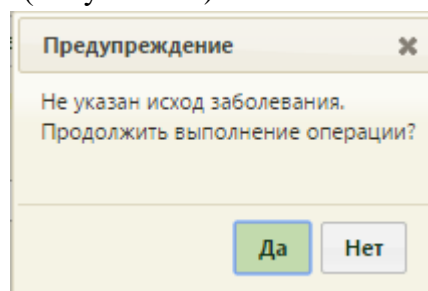 Предупреждение
Не указан исход заболевания.
Продолжить выполнение операции?
Да Нет